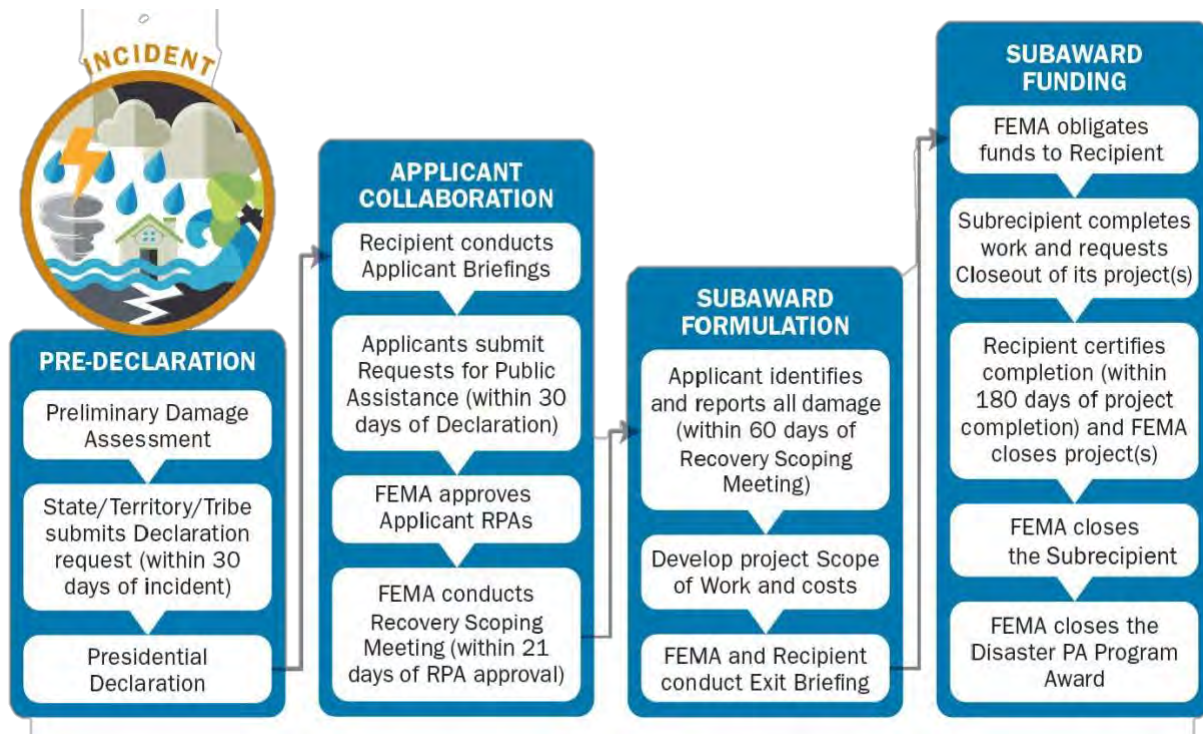 INCIDENT
PRE-DECLARATION
Preliminary Damage
Assessment
State/Territory/Tribe
submits Declaration
request (within 30
days of incident)
Presidential
Declaration
APPLICANT
COLLABORATION
Recipient conducts
Applicant Briefings
Applicants submit
Requests for Public
Assistance (within 30
days of Declaration)
FEMA approves
Applicant RPAs
FEMA conducts
Recovery Scoping
Meeting (within 21
days of RPA approval)
SUBAWARD
FORMULATION
Applicant identifies
and reports all damage
(within 60 days of
Recovery Scoping
Meeting)
Develop project Scope
of Work and costs
FEMA and Recipient
conduct Exit Briefing
SUBAWARD
FUNDING
FEMA obligates
funds to Recipient
Subrecipient completes
work and requests
Closeout of its project(s)
Recipient certifies
completion (within
180 days of project
completion) and FEMA
closes project(s)
FEMA closes
the Subrecipient
FEMA closes the
Disaster PA Program
Award